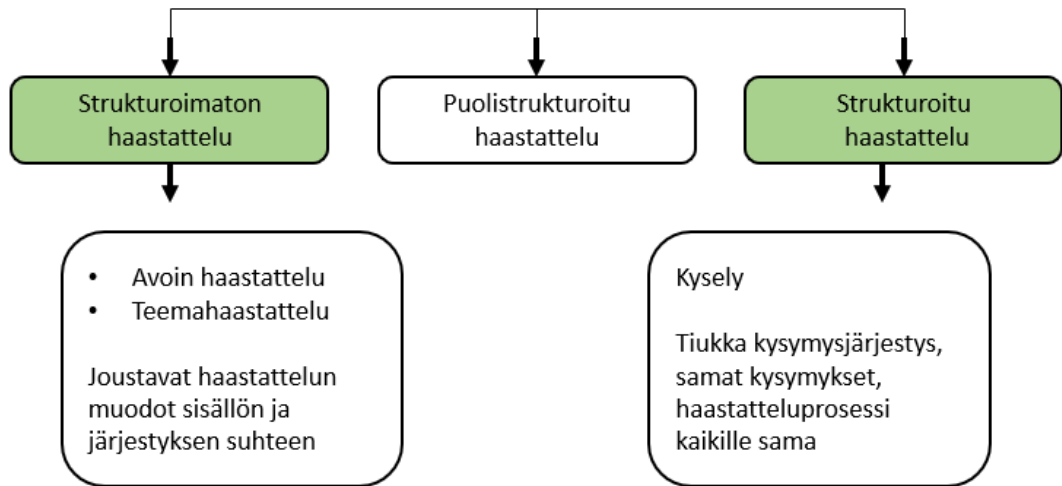 Strukturoimaton
haastattelu
Puolistrukturoitu
haastattelu
Strukturoitu
haastattelu
• Avoin haastattelu
• Teemahaastattelu
Joustavat haastattelun
muodot sisällön ja
järjestyksen suhteen
Kysely
Tiukka kysymysjärjestys,
samat kysymykset,
haastatteluprosessi
kaikille sama